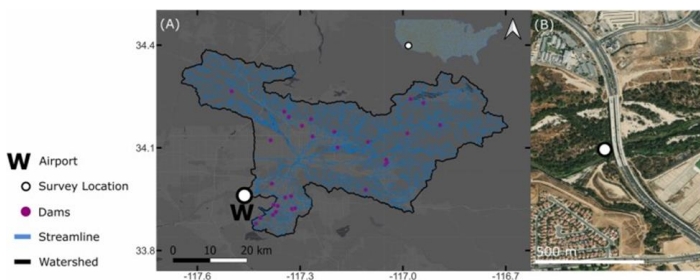 (A)
(B)
34.4
34.1
33.8
W
0 10 20 km
-117.6 -117.3 -117.0 -116.7
500 m
W Airport
Survey Location
Dams
Streamline
Watershed